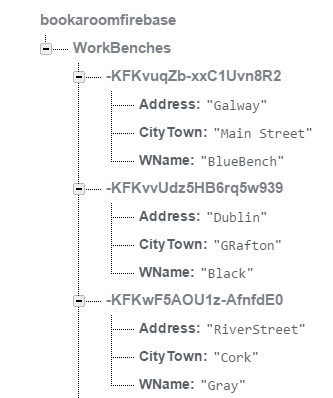 bookaroomfirebase
WorkBenches
-KFKvuqZb-xxC1Uvn8R2
Address: "Galway"
CityTown: "Main Street"
WName: "BlueBench"
-KFKvvUdz5HB6rq5w939
Address: "Dublin"
CityTown: "GRafton"
WName: "Black"
-KFKwF5AOU1z-AfnfdE0
Address: "RiverStreet"
CityTown: "Cork"
WName: "Gray"